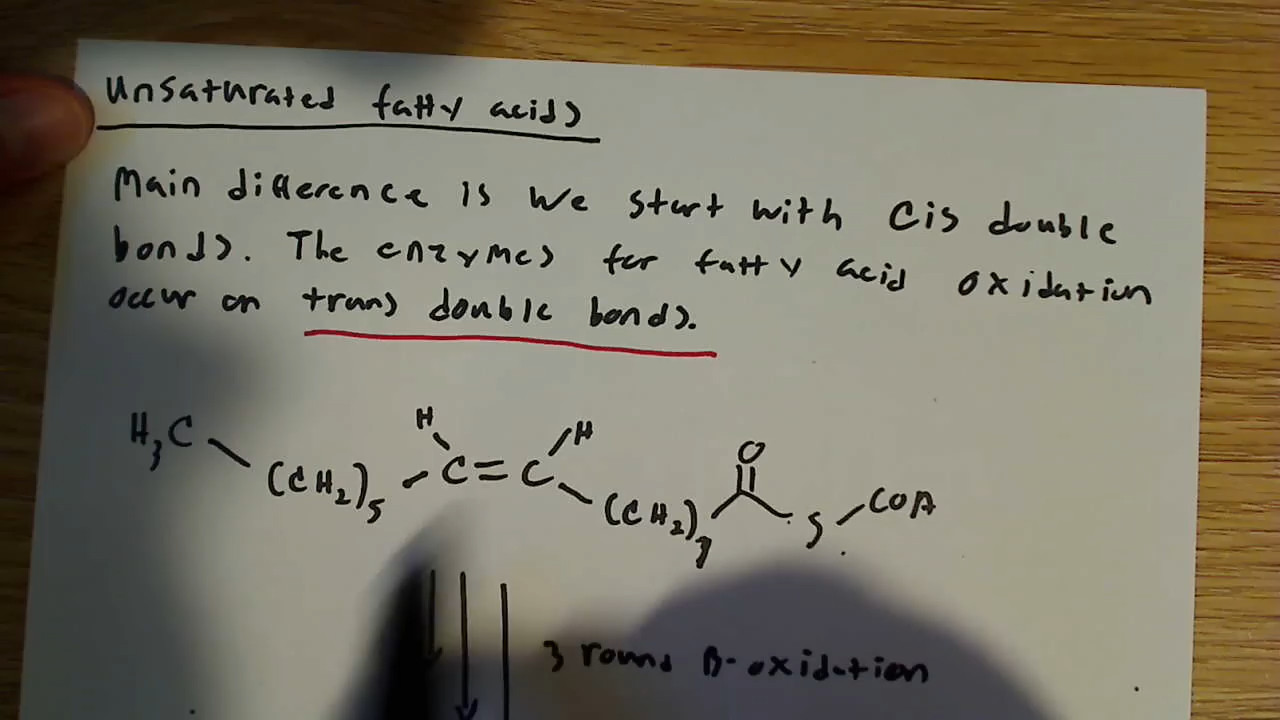 Unsaturated fatty acids
Main difference is we start with cis double
bonds. The enzymes for fatty acid oxidation
occur on trans double bonds.
H H O
H₃C (CH₂)₅ C=C (CH₂)₇ S CoA
3 round B-oxidation